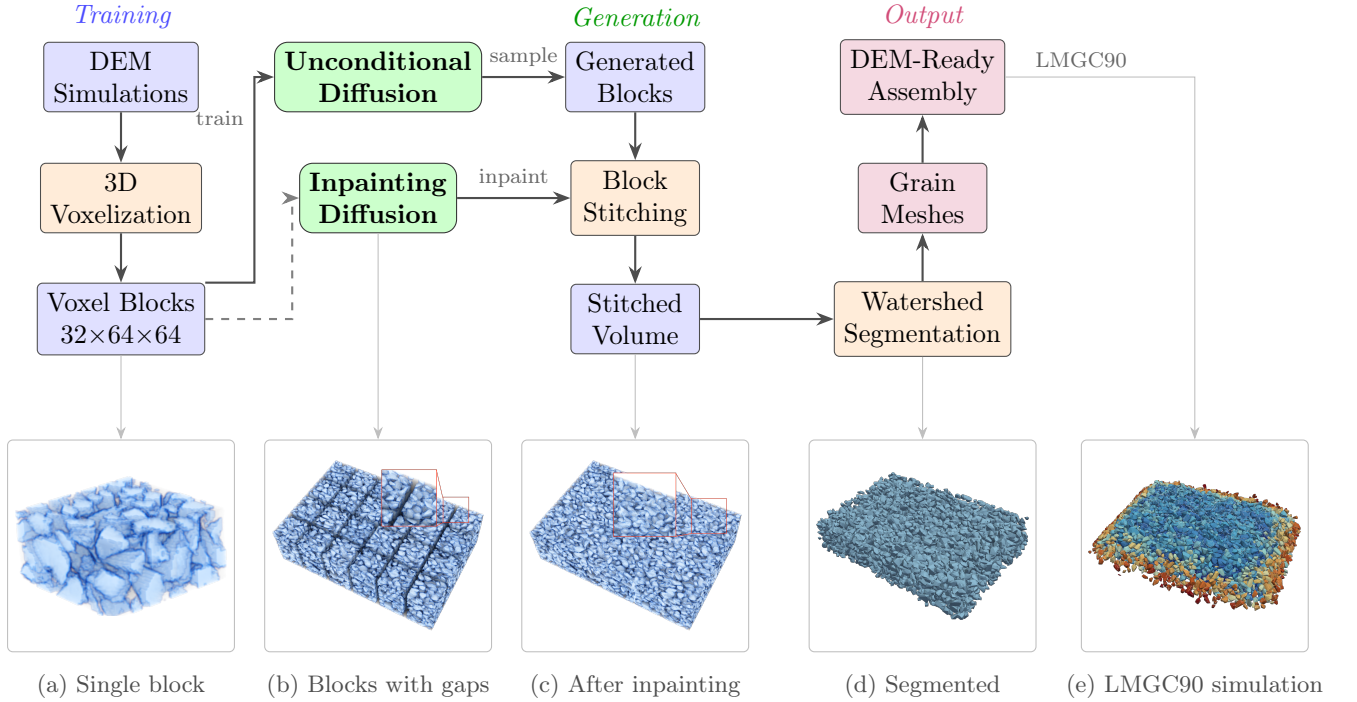 Training
Generation
Output
DEM
Simulations
train
Unconditional
Diffusion
sample
Generated
Blocks
DEM-Ready
Assembly
LMGC90
3D
Voxelization
Inpainting
Diffusion
inpaint
Block
Stitching
Grain
Meshes
Voxel Blocks
32×64×64
Stitched
Volume
Watershed
Segmentation
(a) Single block
(b) Blocks with gaps
(c) After inpainting
(d) Segmented
(e) LMGC90 simulation